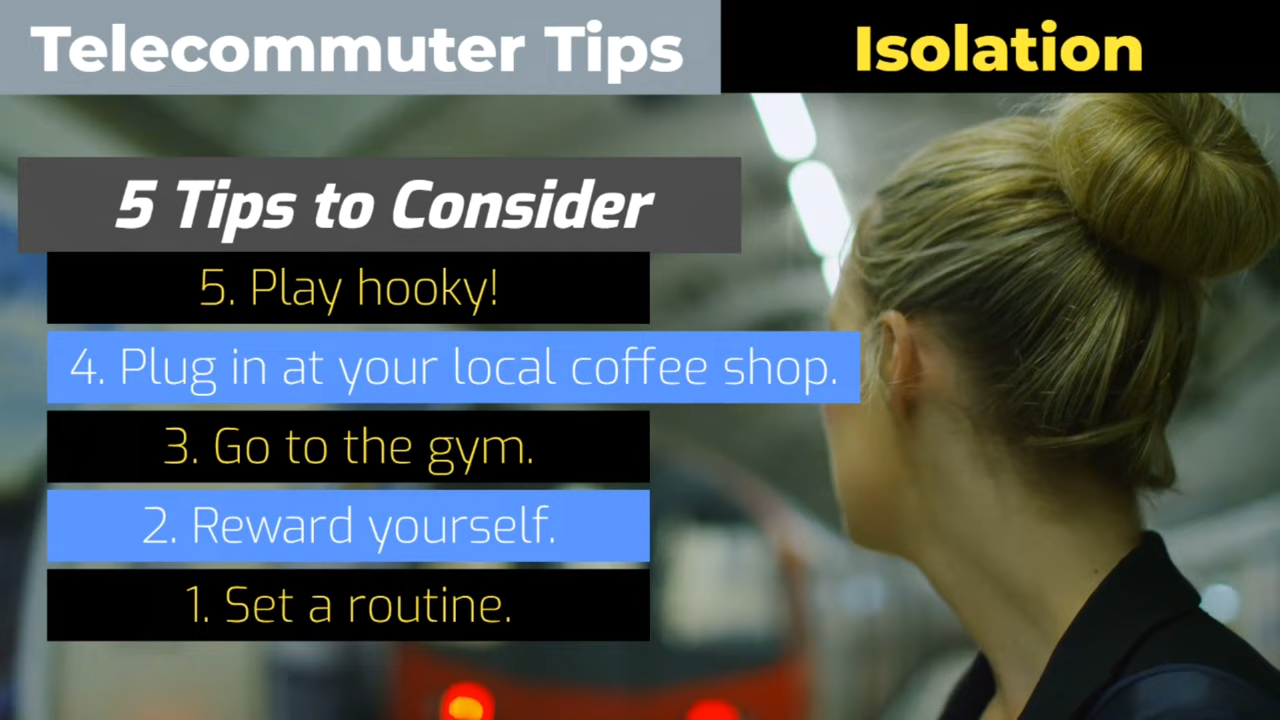 Telecommuter Tips
Isolation
5 Tips to Consider
5. Play hooky!
4. Plug in at your local coffee shop.
3. Go to the gym.
2. Reward yourself.
1. Set a routine.